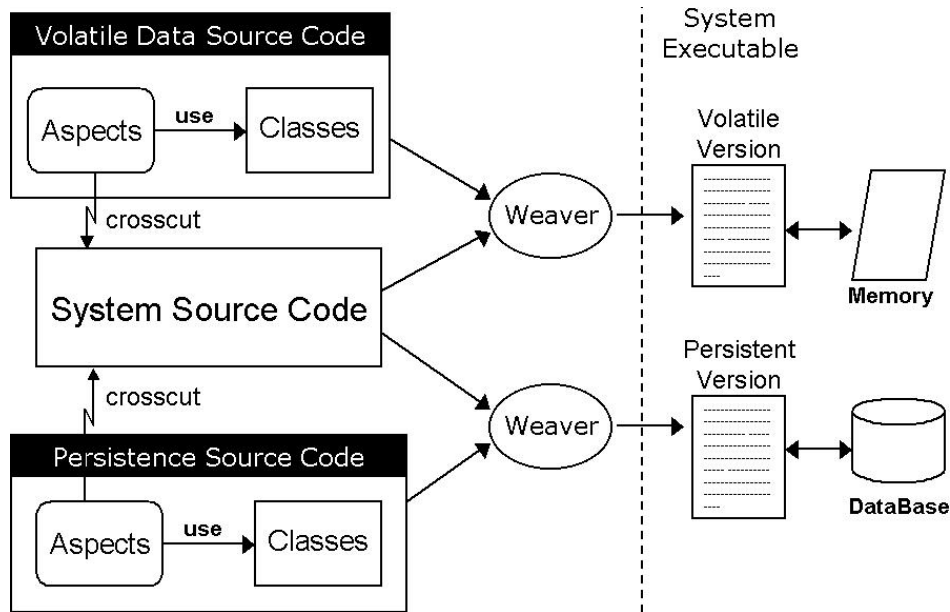 Volatile Data Source Code
Aspects
use
Classes
crosscut
System Source Code
crosscut
Persistence Source Code
Aspects
use
Classes
Weaver
Weaver
System
Executable
Volatile
Version
Memory
Persistent
Version
DataBase